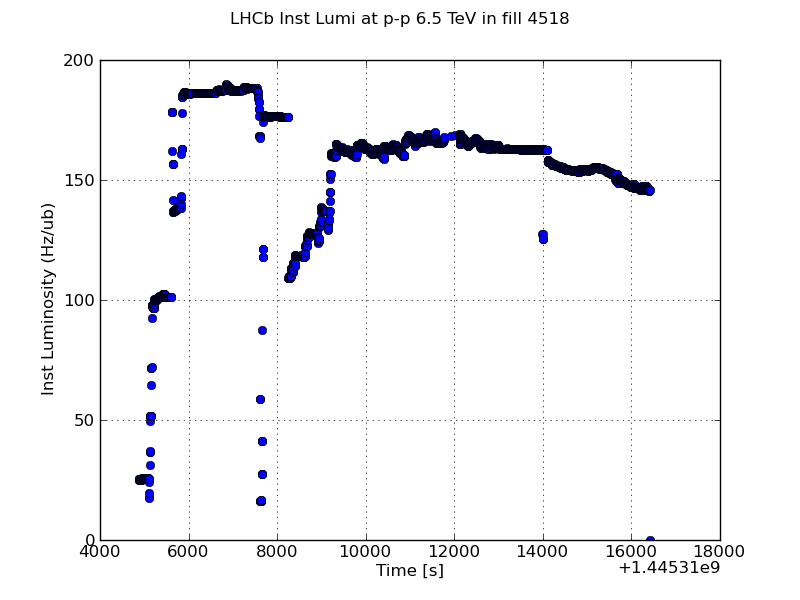 LHCb Inst Lumi at p-p 6.5 TeV in fill 4518
200
150
100
50
0
Inst Luminosity (Hz/ub)
4000 6000 8000 10000 12000 14000 16000 18000
Time [s]
+1.44531e9